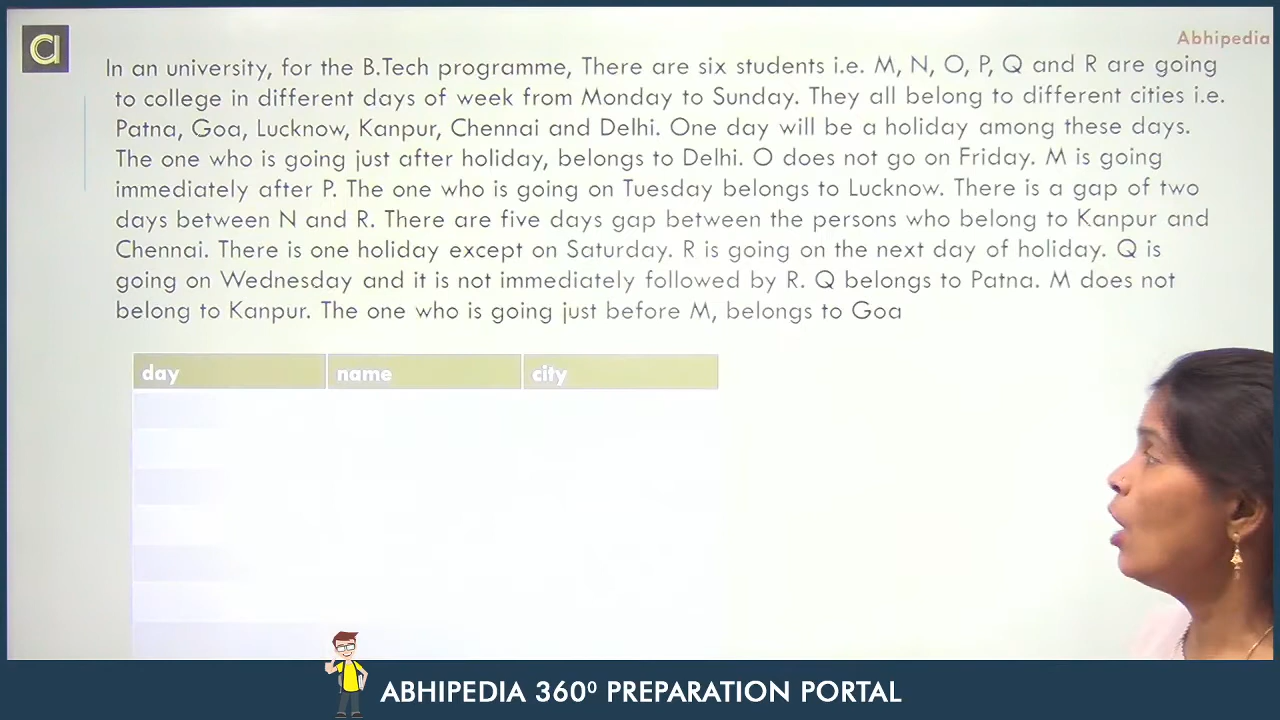 a
Abhipedia
In an university, for the B.Tech programme, There are six students i.e. M, N, O, P, Q and R are going
to college in different days of week from Monday to Sunday. They all belong to different cities i.e.
Patna, Goa, Lucknow, Kanpur, Chennai and Delhi. One day will be a holiday among these days.
The one who is going just after holiday, belongs to Delhi. O does not go on Friday. M is going
immediately after P. The one who is going on Tuesday belongs to Lucknow. There is a gap of two
days between N and R. There are five days gap between the persons who belong to Kanpur and
Chennai. There is one holiday except on Saturday. R is going on the next day of holiday. Q is
going on Wednesday and it is not immediately followed by R. Q belongs to Patna. M does not
belong to Kanpur. The one who is going just before M, belongs to Goa
day name city
ABHIPEDIA 360⁰ PREPARATION PORTAL